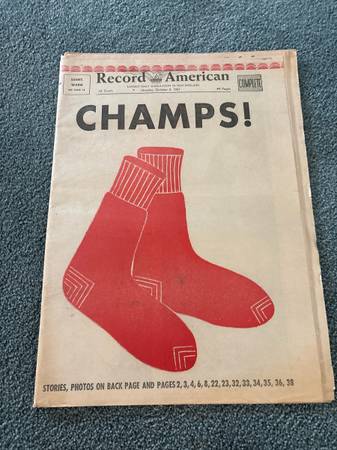 Record American
COMPLETE
CHAMPS!
STORIES, PHOTOS ON BACK PAGE AND PAGES 2, 3, 4, 6, 8, 22, 23, 32, 33, 34, 35, 36, 38